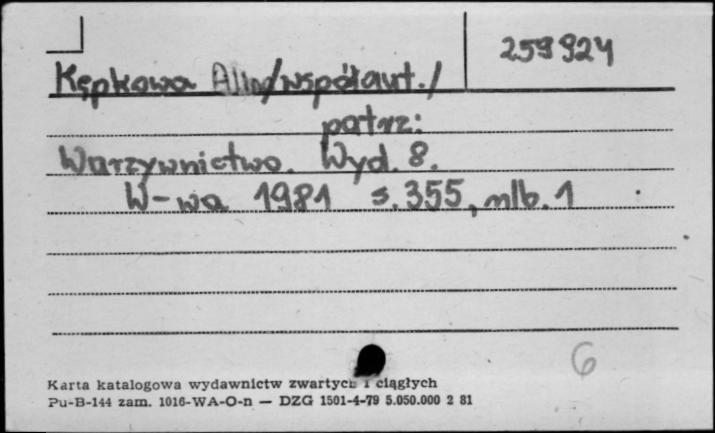 259924
Kępkowa /współaut./
patrz:
Warzywnictwo. Wyd. 8.
W-wa 1981 s. 355, nlb. 1
6
Karta katalogowa wydawnictw zwartych i ciągłych
Pu-B-144 zam. 1016-WA-O-n — DZG 1501-4-79 5.050.000 2 81